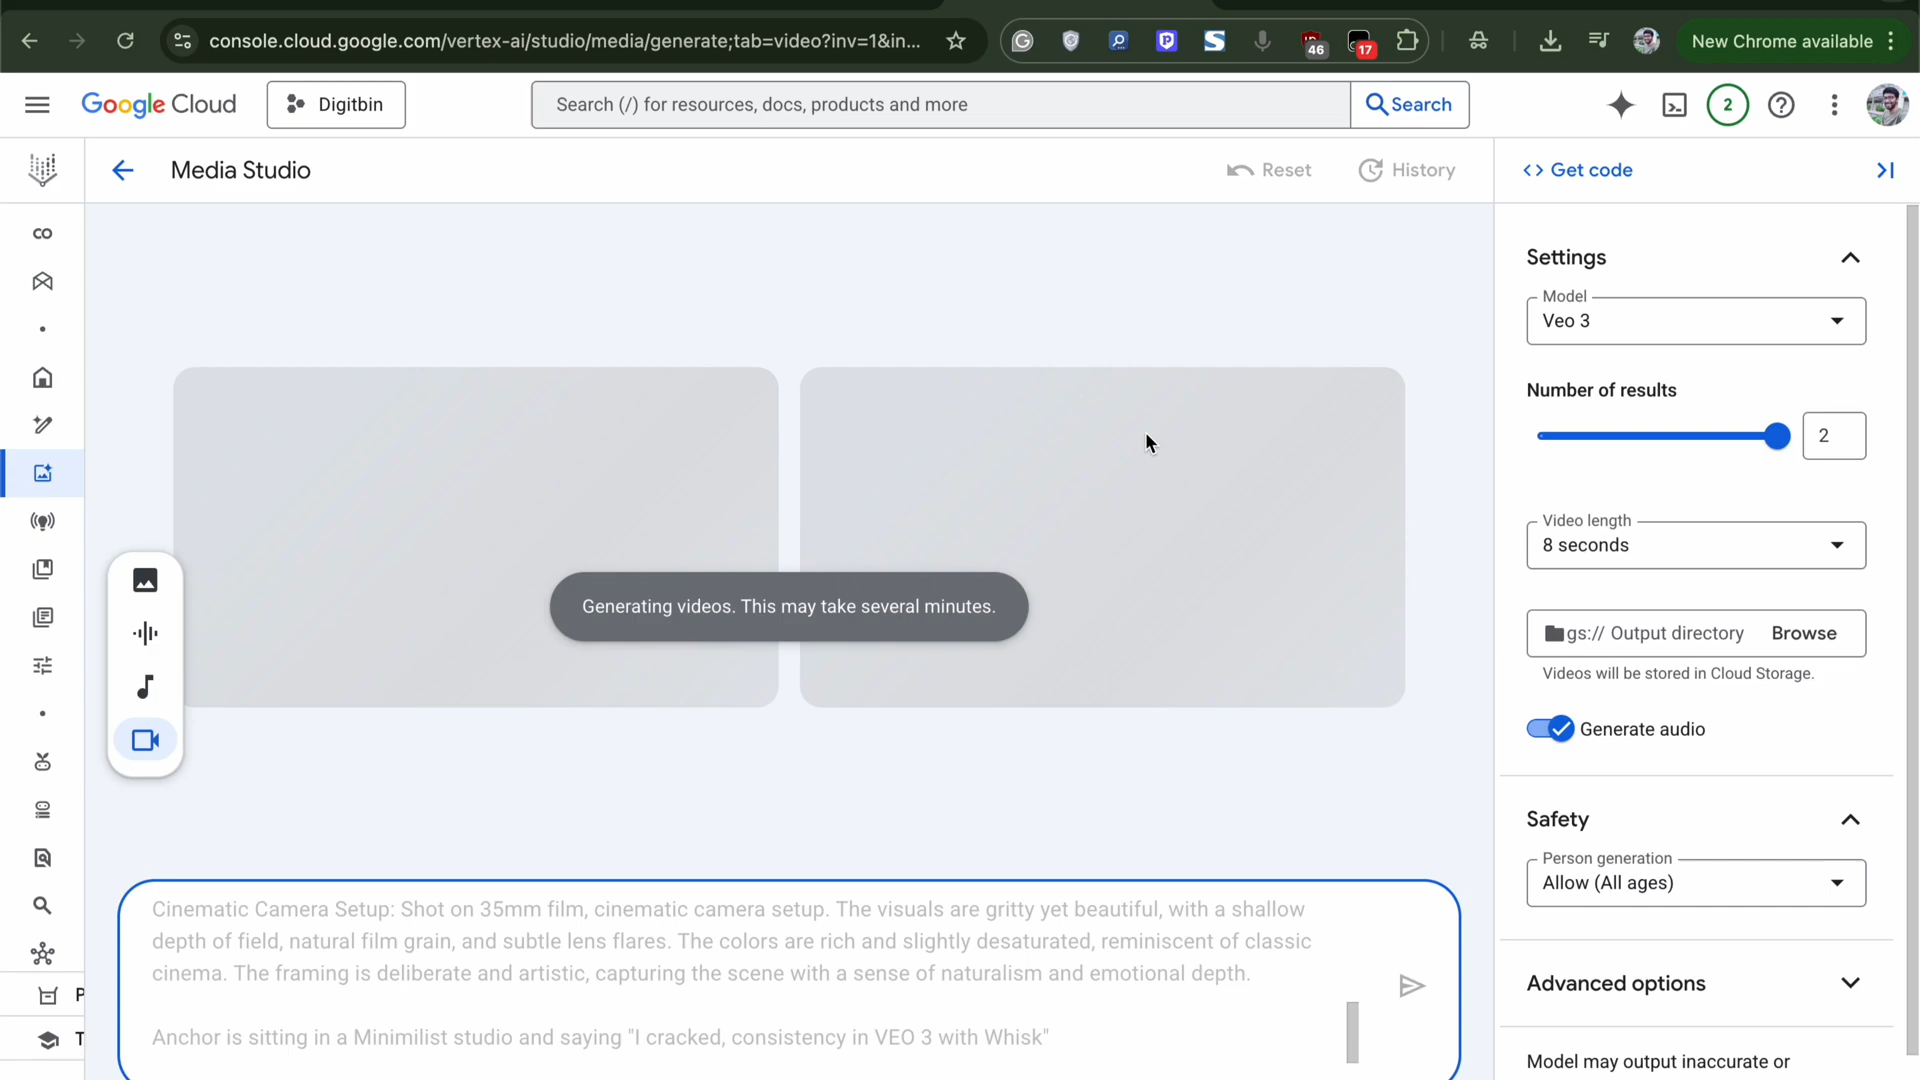 console.cloud.google.com/vertex-ai/studio/media/generate;tab=video?inv=1&in...
46
17
New Chrome available
Google Cloud
Digitbin
Search (/) for resources, docs, products and more
Search
2
Media Studio
Reset
History
<> Get code
Settings
Model
Veo 3
Number of results
2
Video length
8 seconds
gs:// Output directory
Browse
Videos will be stored in Cloud Storage.
Generate audio
Generating videos. This may take several minutes.
Safety
Person generation
Allow (All ages)
Advanced options
Model may output inaccurate or
Cinematic Camera Setup: Shot on 35mm film, cinematic camera setup. The visuals are gritty yet beautiful, with a shallow
depth of field, natural film grain, and subtle lens flares. The colors are rich and slightly desaturated, reminiscent of classic
cinema. The framing is deliberate and artistic, capturing the scene with a sense of naturalism and emotional depth.
Anchor is sitting in a Minimilist studio and saying "I cracked, consistency in VEO 3 with Whisk"
P
T